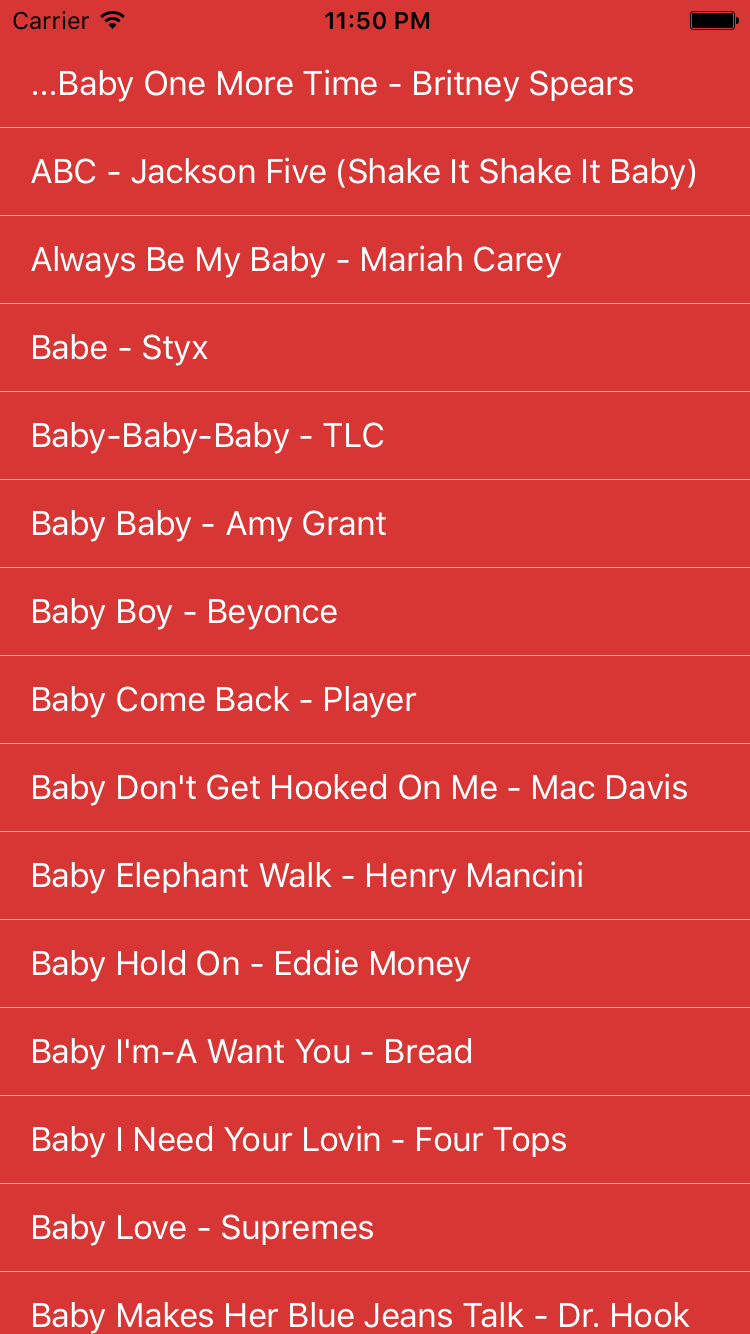 Carrier 11:50 PM
...Baby One More Time - Britney Spears
ABC - Jackson Five (Shake It Shake It Baby)
Always Be My Baby - Mariah Carey
Babe - Styx
Baby-Baby-Baby - TLC
Baby Baby - Amy Grant
Baby Boy - Beyonce
Baby Come Back - Player
Baby Don't Get Hooked On Me - Mac Davis
Baby Elephant Walk - Henry Mancini
Baby Hold On - Eddie Money
Baby I'm-A Want You - Bread
Baby I Need Your Lovin - Four Tops
Baby Love - Supremes
Baby Makes Her Blue Jeans Talk - Dr. Hook